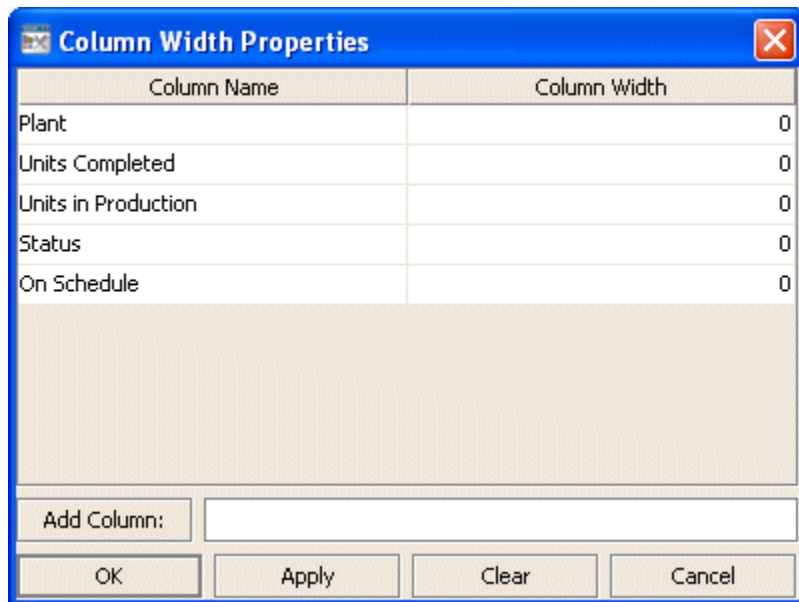 Column Width Properties
Column Name Column Width
Plant 0
Units Completed 0
Units in Production 0
Status 0
On Schedule 0
Add Column:
OK Apply Clear Cancel